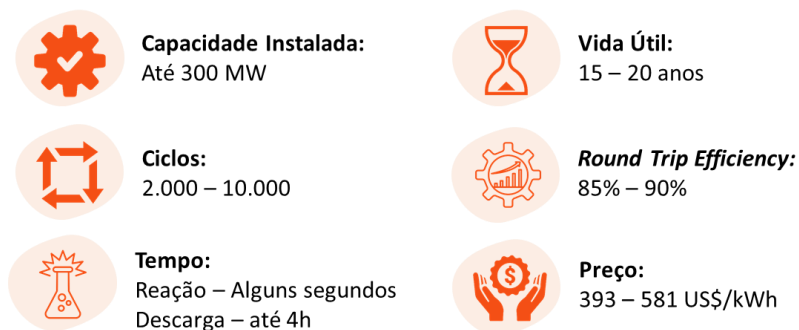 Capacidade Instalada:
Até 300 MW
Vida Útil:
15 – 20 anos
Ciclos:
2.000 – 10.000
Round Trip Efficiency:
85% – 90%
Tempo:
Reação – Alguns segundos
Descarga – até 4h
$
Preço:
393 – 581 US$/kWh